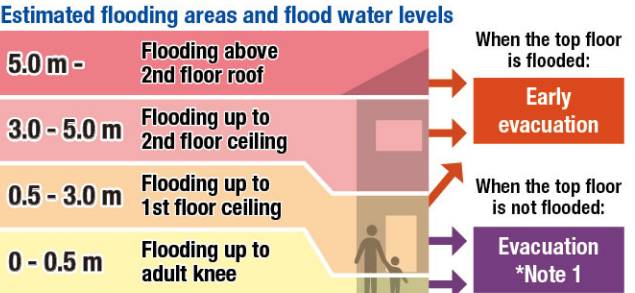 Estimated flooding areas and flood water levels
5.0 m -
Flooding above
2nd floor roof
3.0 - 5.0 m
Flooding up to
2nd floor ceiling
0.5 - 3.0 m
Flooding up to
1st floor ceiling
0 - 0.5 m
Flooding up to
adult knee
When the top floor
is flooded:
Early
evacuation
When the top floor
is not flooded:
Evacuation
*Note 1